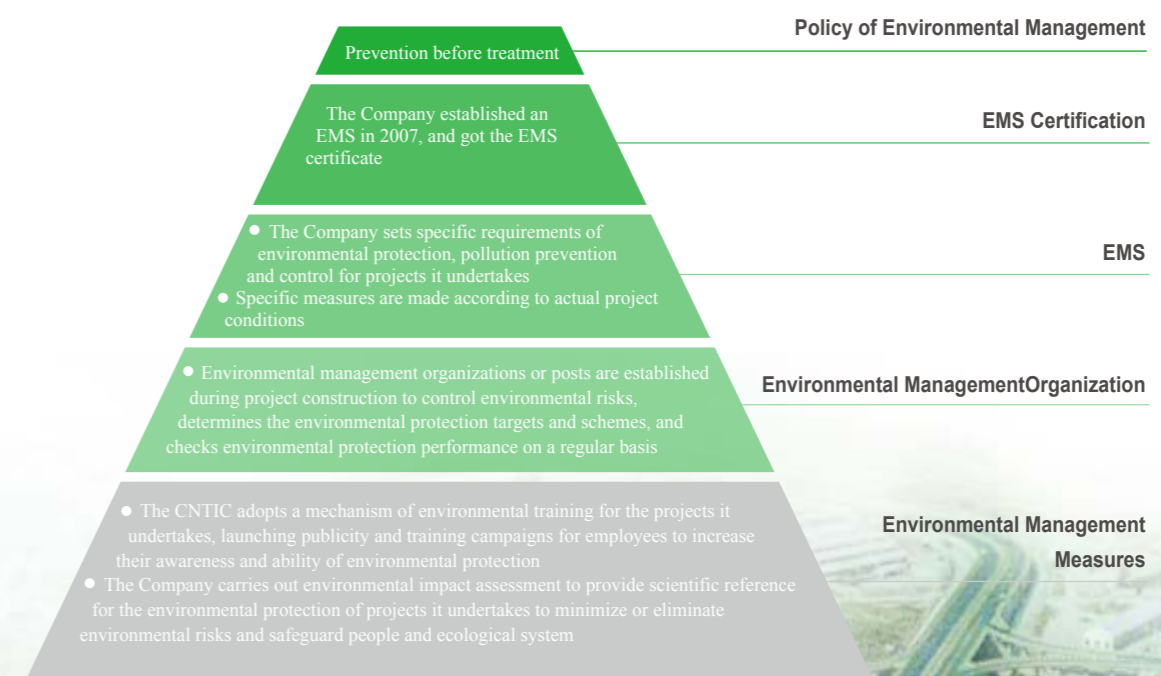 Policy of Environmental Management
Prevention before treatment
EMS Certification
The Company established an
EMS in 2007, and got the EMS
certificate
EMS
● The Company sets specific requirements of
environmental protection, pollution prevention
and control for projects it undertakes
● Specific measures are made according to actual project
conditions
Environmental ManagementOrganization
● Environmental management organizations or posts are established
during project construction to control environmental risks,
determines the environmental protection targets and schemes, and
checks environmental protection performance on a regular basis
Environmental Management
Measures
● The CNTIC adopts a mechanism of environmental training for the projects it
undertakes, launching publicity and training campaigns for employees to increase
their awareness and ability of environmental protection
● The Company carries out environmental impact assessment to provide scientific reference
for the environmental protection of projects it undertakes to minimize or eliminate
environmental risks and safeguard people and ecological system